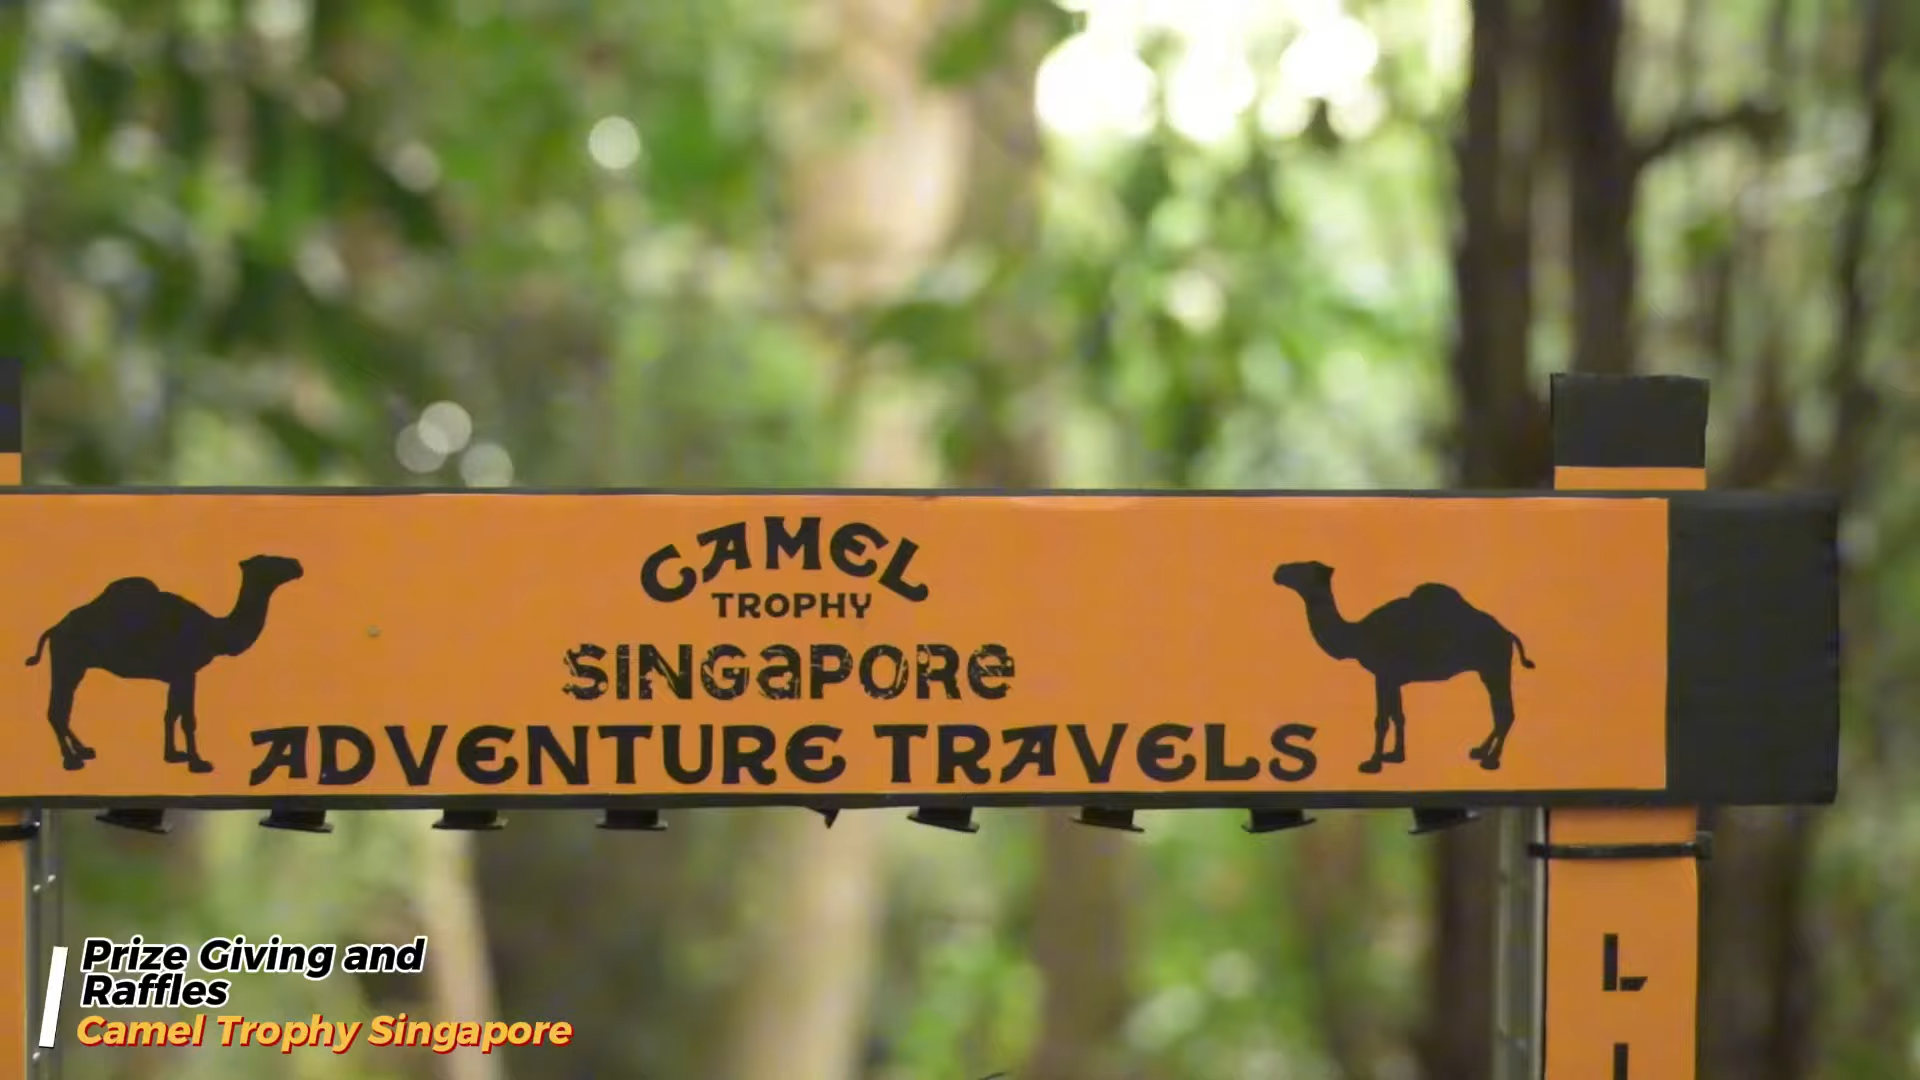 CAMEL
TROPHY
SINGAPORE
ADVENTURE TRAVELS
L
Prize Giving and
Raffles
Camel Trophy Singapore